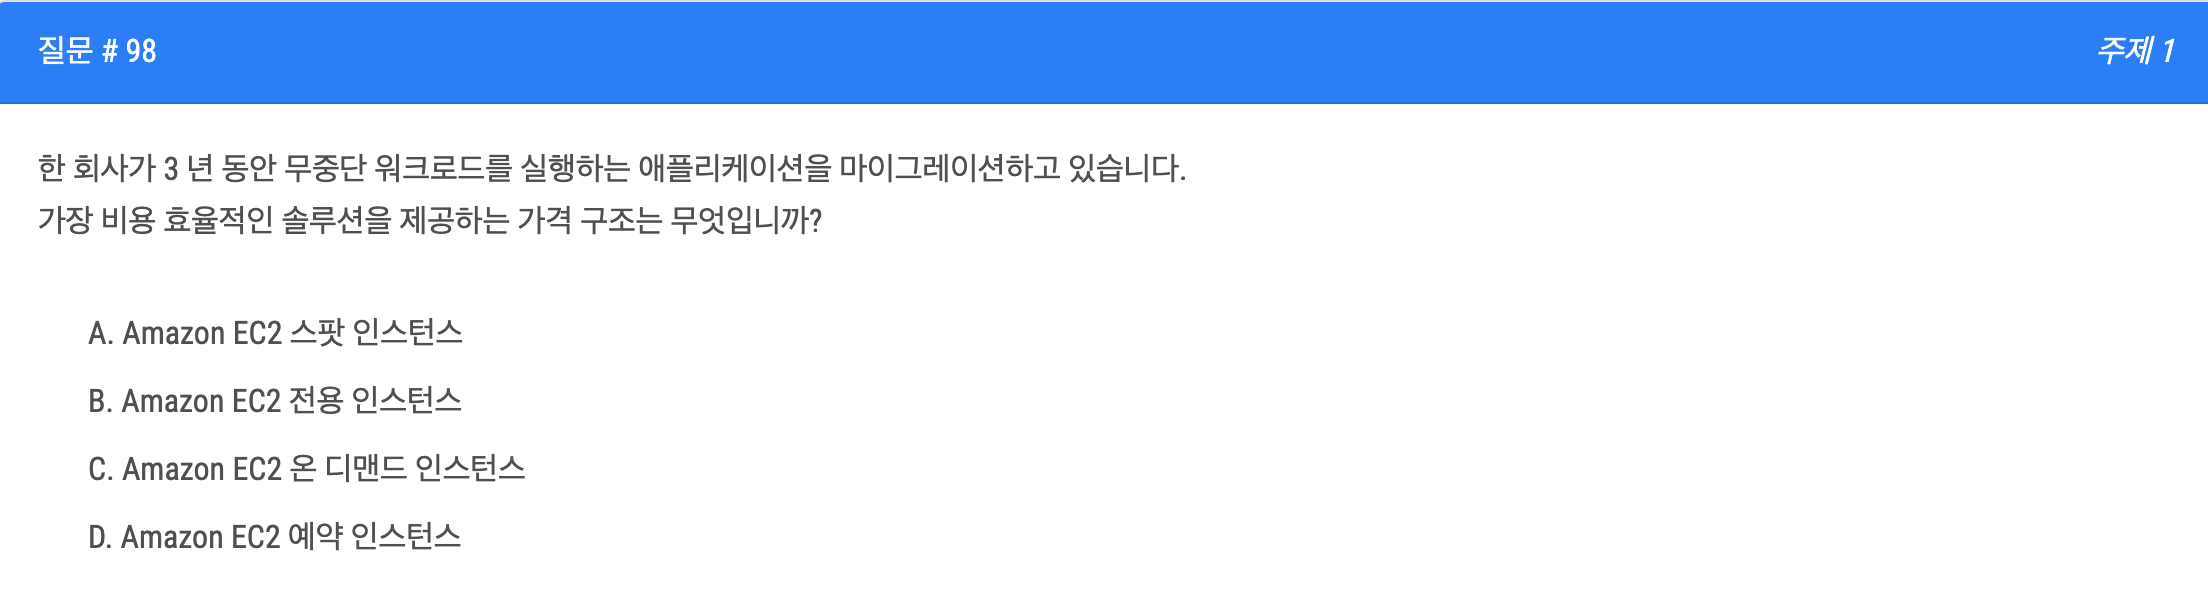 질문 # 98
주제 1
한 회사가 3 년 동안 무중단 워크로드를 실행하는 애플리케이션을 마이그레이션하고 있습니다.
가장 비용 효율적인 솔루션을 제공하는 가격 구조는 무엇입니까?
A. Amazon EC2 스팟 인스턴스
B. Amazon EC2 전용 인스턴스
C. Amazon EC2 온 디맨드 인스턴스
D. Amazon EC2 예약 인스턴스